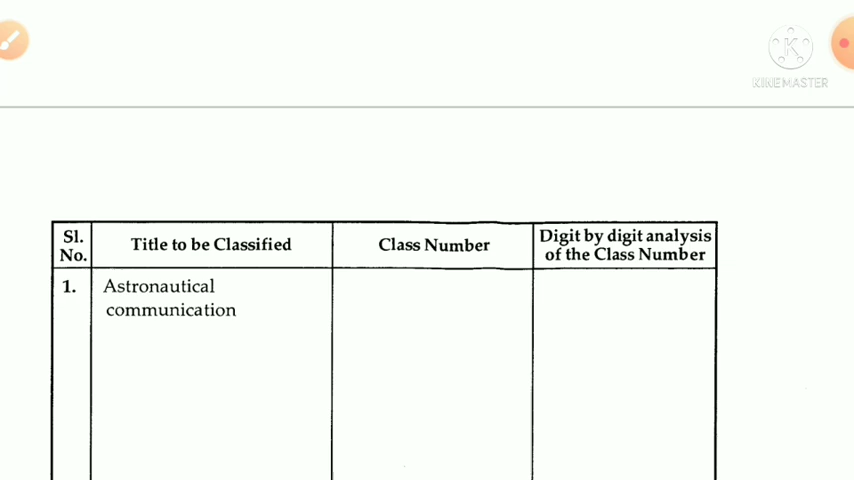 KINEMASTER
Sl. No.
Title to be Classified
Class Number
Digit by digit analysis
of the Class Number
1.
Astronautical
communication